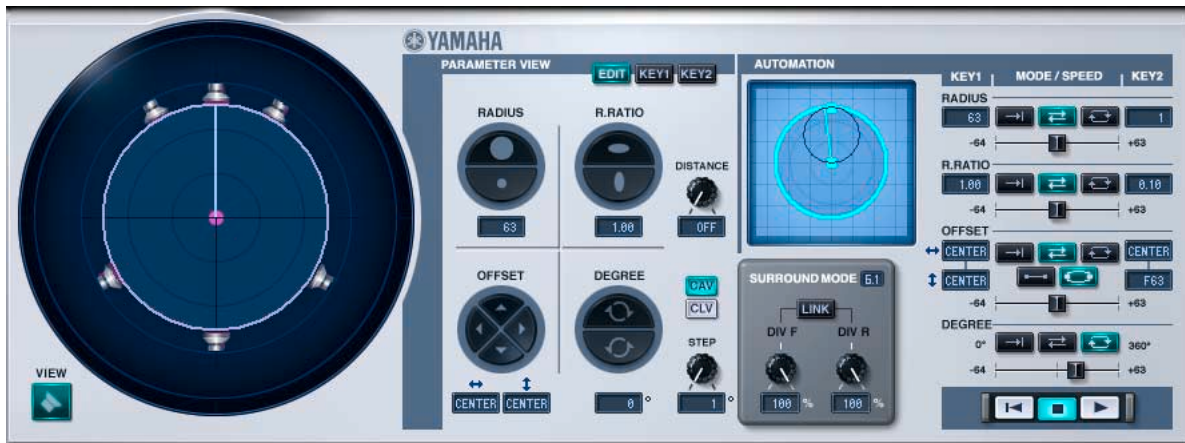 YAMAHA
PARAMETER VIEW
EDIT KEY1 KEY2
RADIUS R.RATIO
DISTANCE
63 1.00 OFF
OFFSET DEGREE
CAV
CLV
STEP
CENTER CENTER 0 ° 1 °
VIEW
AUTOMATION
SURROUND MODE 6.1
LINK
DIV F DIV R
100 % 100 %
KEY1 MODE / SPEED KEY2
RADIUS
63 1
-64 +63
R.RATIO
1.00 0.10
-64 +63
OFFSET
CENTER CENTER
CENTER F63
-64 +63
DEGREE
0° 360°
-64 +63